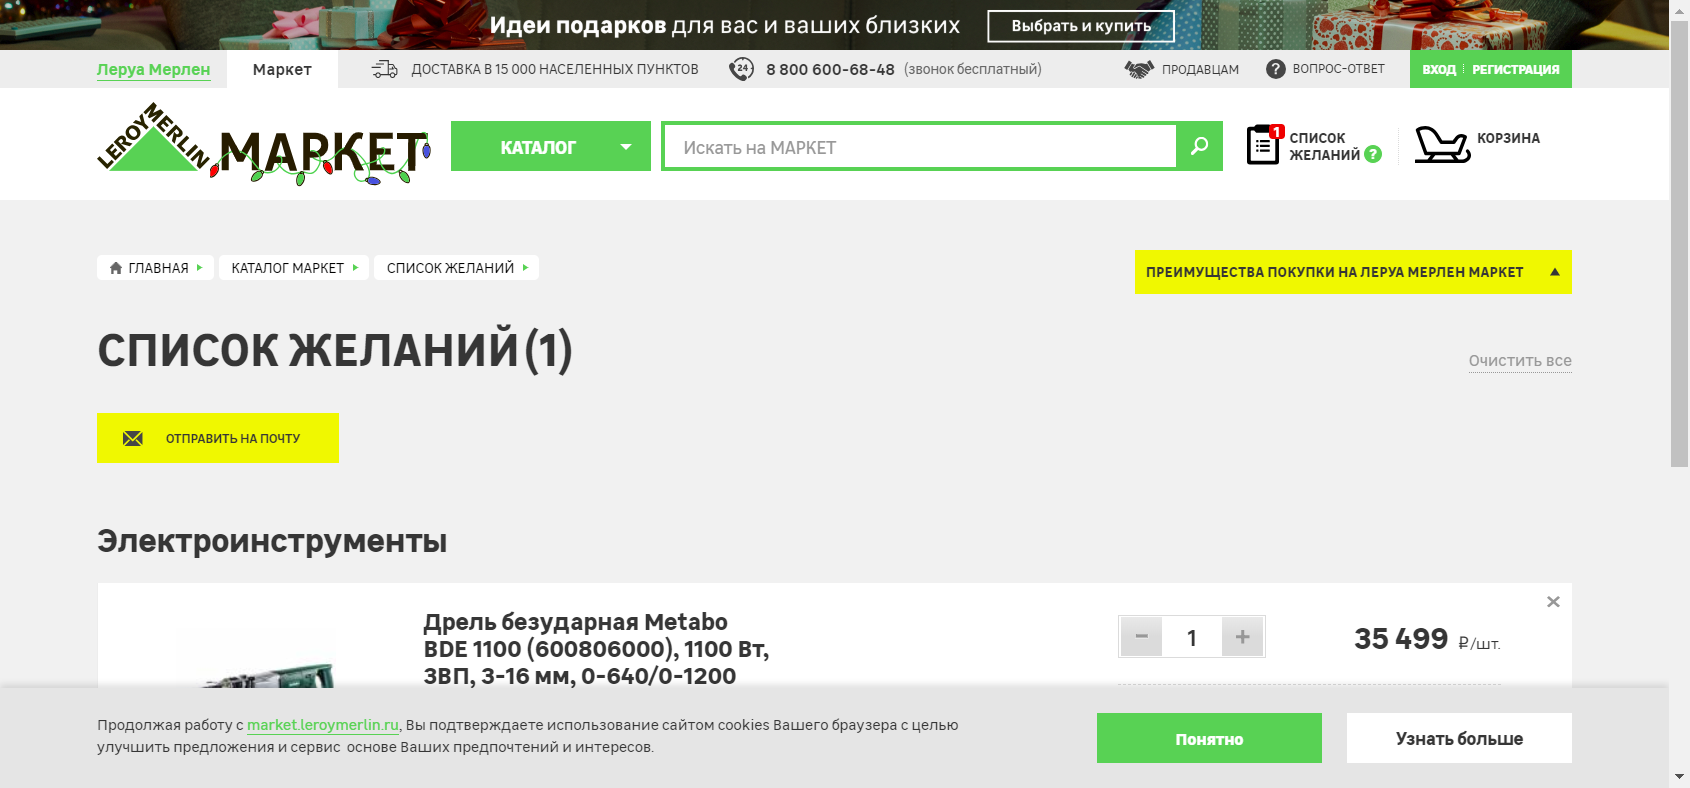 Идеи подарков для вас и ваших близких
Выбрать и купить
Леруа Мерлен
Маркет
ДОСТАВКА В 15 000 НАСЕЛЕННЫХ ПУНКТОВ
24
8 800 600-68-48 (звонок бесплатный)
ПРОДАВЦАМ
? ВОПРОС-ОТВЕТ
ВХОД
РЕГИСТРАЦИЯ
LEROY MERLIN
МАРКЕТ
КАТАЛОГ
Искать на МАРКЕТ
1
СПИСОК
ЖЕЛАНИЙ ?
КОРЗИНА
ГЛАВНАЯ
КАТАЛОГ МАРКЕТ
СПИСОК ЖЕЛАНИЙ
ПРЕИМУЩЕСТВА ПОКУПКИ НА ЛЕРУА МЕРЛЕН МАРКЕТ
СПИСОК ЖЕЛАНИЙ (1)
Очистить все
ОТПРАВИТЬ НА ПОЧТУ
Электроинструменты
Дрель безударная Metabo
BDE 1100 (600806000), 1100 Вт,
ЗВП, 3-16 мм, 0-640/0-1200
− 1 +
35 499 ₽/шт.
Продолжая работу с market.leroymerlin.ru, Вы подтверждаете использование сайтом cookies Вашего браузера с целью
улучшить предложения и сервис основе Ваших предпочтений и интересов.
Понятно
Узнать больше